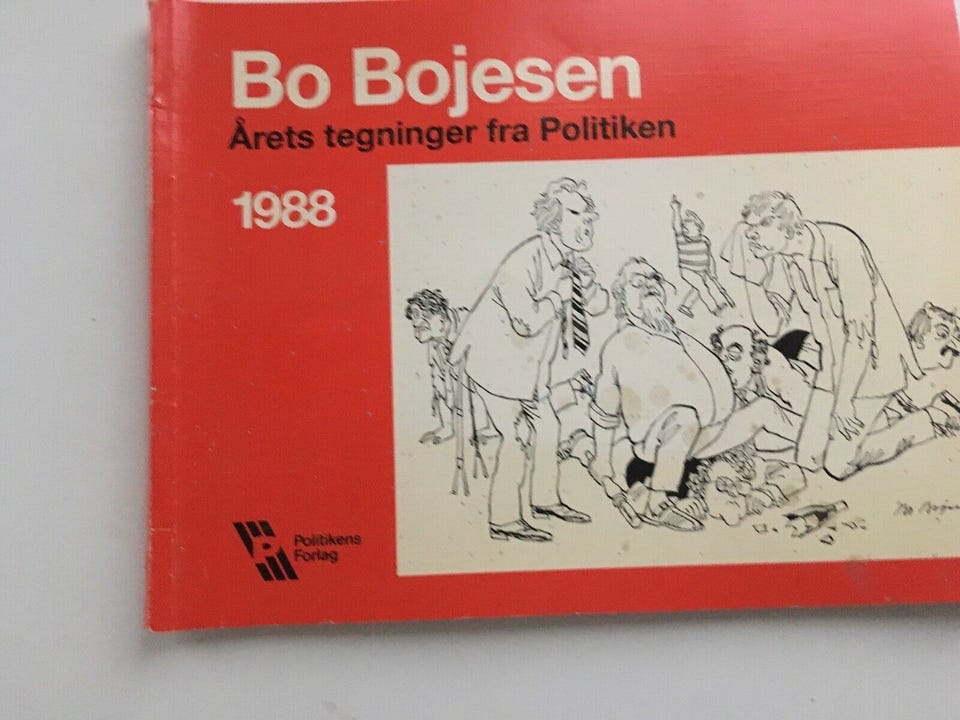 Bo Bojesen
Årets tegninger fra Politiken
1988
Politikens
Forlag